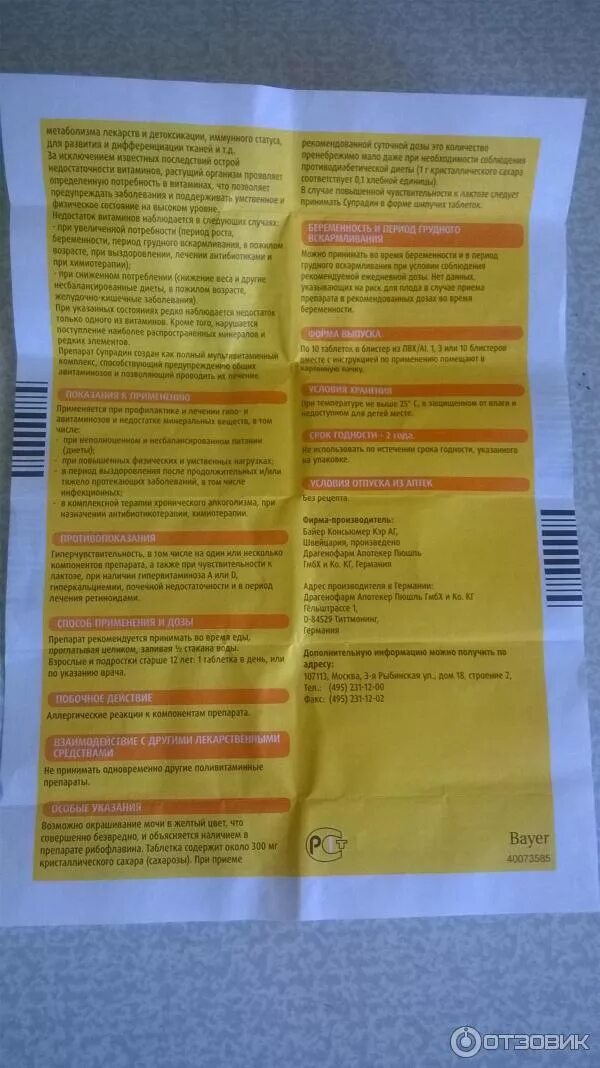 метаболизма лекарств и детоксикации, иммунного статуса,
для развития и дифференциации тканей и т.д.
За исключением известных последствий острой
недостаточности витаминов, растущий организм проявляет
определенную потребность в витаминах, что позволяет
предупреждать заболевания и поддерживать умственное и
физическое состояние на высоком уровне.
Недостаток витаминов наблюдается в следующих случаях:
- при увеличенной потребности (период роста,
беременности, период грудного вскармливания, в пожилом
возрасте, при выздоровлении, лечении антибиотиками и
при химиотерапии);
- при сниженном потреблении (снижение веса и другие
несбалансированные диеты, в пожилом возрасте,
желудочно-кишечные заболевания).
При указанных состояниях редко наблюдается недостаток
только одного из витаминов. Кроме того, нарушается
поступление наиболее распространенных минералов и
редких элементов.
Препарат Супрадин создан как полный мультивитаминный
комплекс, способствующий предупреждению общих
авитаминозов и позволяющий проводить их лечение.
ПОКАЗАНИЯ К ПРИМЕНЕНИЮ
Применяется при профилактике и лечении гипо- и
авитаминозов и недостатке минеральных веществ, в том
числе:
- при неполноценном и несбалансированном питании
(диеты);
- при повышенных физических и умственных нагрузках;
- в период выздоровления после продолжительных и/или
тяжело протекающих заболеваний, в том числе
инфекционных;
- в комплексной терапии хронического алкоголизма, при
назначении антибиотикотерапии, химиотерапии.
ПРОТИВОПОКАЗАНИЯ
Гиперчувствительность, в том числе на один или несколько
компонентов препарата, а также при чувствительности к
лактозе, при наличии гипервитаминоза А или D,
гиперкальциемии, почечной недостаточности и в период
лечения ретиноидами.
СПОСОБ ПРИМЕНЕНИЯ И ДОЗЫ
Препарат рекомендуется принимать во время еды,
проглатывая целиком, запивая ½ стакана воды.
Взрослые и подростки старше 12 лет: 1 таблетка в день, или
по указанию врача.
ПОБОЧНОЕ ДЕЙСТВИЕ
Аллергические реакции к компонентам препарата.
ВЗАИМОДЕЙСТВИЕ С ДРУГИМИ ЛЕКАРСТВЕННЫМИ
СРЕДСТВАМИ
Не принимать одновременно другие поливитаминные
препараты.
ОСОБЫЕ УКАЗАНИЯ
Возможно окрашивание мочи в желтый цвет, что
совершенно безвредно, и объясняется наличием в
препарате рибофлавина. Таблетка содержит около 300 мг
кристаллического сахара (сахарозы). При приеме
рекомендованной суточной дозы это количество
пренебрежимо мало даже при необходимости соблюдения
противодиабетической диеты (1 г кристаллического сахара
соответствует 0,1 хлебной единицы).
В случае повышенной чувствительности к лактозе следует
принимать Супрадин в форме шипучих таблеток.
БЕРЕМЕННОСТЬ И ПЕРИОД ГРУДНОГО
ВСКАРМЛИВАНИЯ
Можно принимать во время беременности и в период
грудного вскармливания при условии соблюдения
рекомендуемой ежедневной дозы. Нет данных,
указывающих на риск для плода в случае приема
препарата в рекомендованных дозах во время
беременности.
ФОРМА ВЫПУСКА
По 10 таблеток в блистер из ПВХ/Al. 1, 3 или 10 блистеров
вместе с инструкцией по применению помещают в
картонную пачку.
УСЛОВИЯ ХРАНЕНИЯ
При температуре не выше 25° С, в защищенном от влаги и
недоступном для детей месте.
СРОК ГОДНОСТИ - 2 года.
Не использовать по истечении срока годности, указанного
на упаковке.
УСЛОВИЯ ОТПУСКА ИЗ АПТЕК
Без рецепта.
Фирма-производитель:
Байер Консьюмер Кэр АГ,
Швейцария, произведено
Драгенофарм Апотекер Пюшль
ГмбХ и Ко. КГ, Германия
Адрес производителя в Германии:
Драгенофарм Апотекер Пюшль ГмбХ и Ко. КГ
Гёльштрассе 1,
D-84529 Титтмонинг,
Германия
Дополнительную информацию можно получить по
адресу:
107113, Москва, 3-я Рыбинская ул., дом 18, строение 2,
Тел.: (495) 231-12-00
Факс: (495) 231-12-02
РСТ
Bayer
40073585
ОТЗОВИК